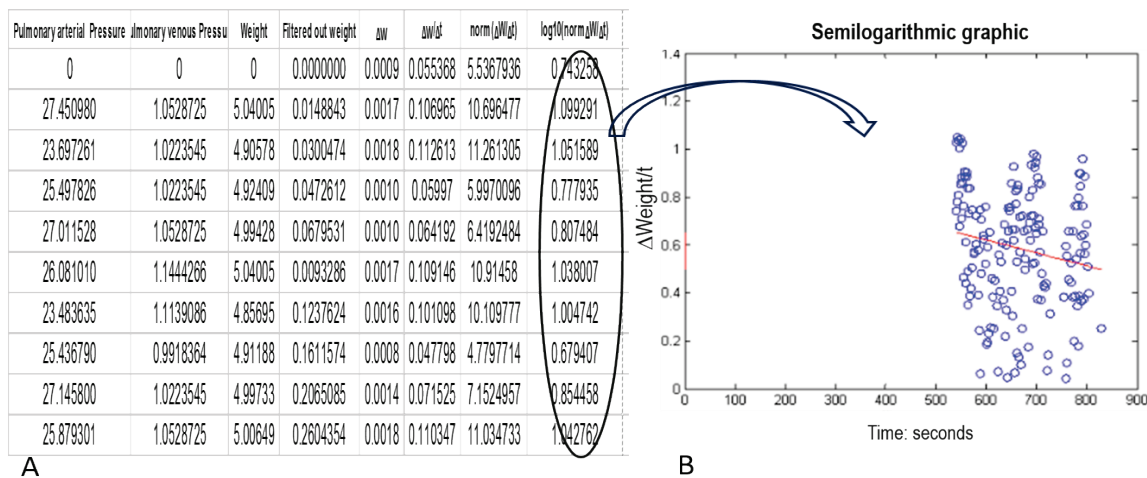 Pulmonary arterial Pressure ulmonary venous Pressu Weight Filtered out weight ΔW ΔW/Δt norm(ΔW/Δt) log10(normΔW/Δt)
0 0 0 0.0000000 0.0009 0.055368 5.5367936 0.743258
27.450980 1.0528725 5.04005 0.0148843 0.0017 0.106965 10.696477 1.099291
23.697261 1.0223545 4.90578 0.0300474 0.0018 0.112613 11.261305 1.051589
25.497826 1.0223545 4.92409 0.0472612 0.0010 0.05997 5.9970096 0.777935
27.011528 1.0528725 4.99428 0.0679531 0.0010 0.064192 6.4192484 0.807484
26.081010 1.1444266 5.04005 0.0093286 0.0017 0.109146 10.91458 1.038007
23.483635 1.1139086 4.85695 0.1237624 0.0016 0.101098 10.109777 1.004742
25.436790 0.9918364 4.91188 0.1611574 0.0008 0.047798 4.7797714 0.679407
27.145800 1.0223545 4.99733 0.2065085 0.0014 0.071525 7.1524957 0.854458
25.879301 1.0528725 5.00649 0.2604354 0.0018 0.110347 11.034733 1.042762
A
Semilogarithmic graphic
1.4
1.2
1
0.8
0.6
0.4
0.2
0
ΔWeight/t
0 100 200 300 400 500 600 700 800 900
Time: seconds
B